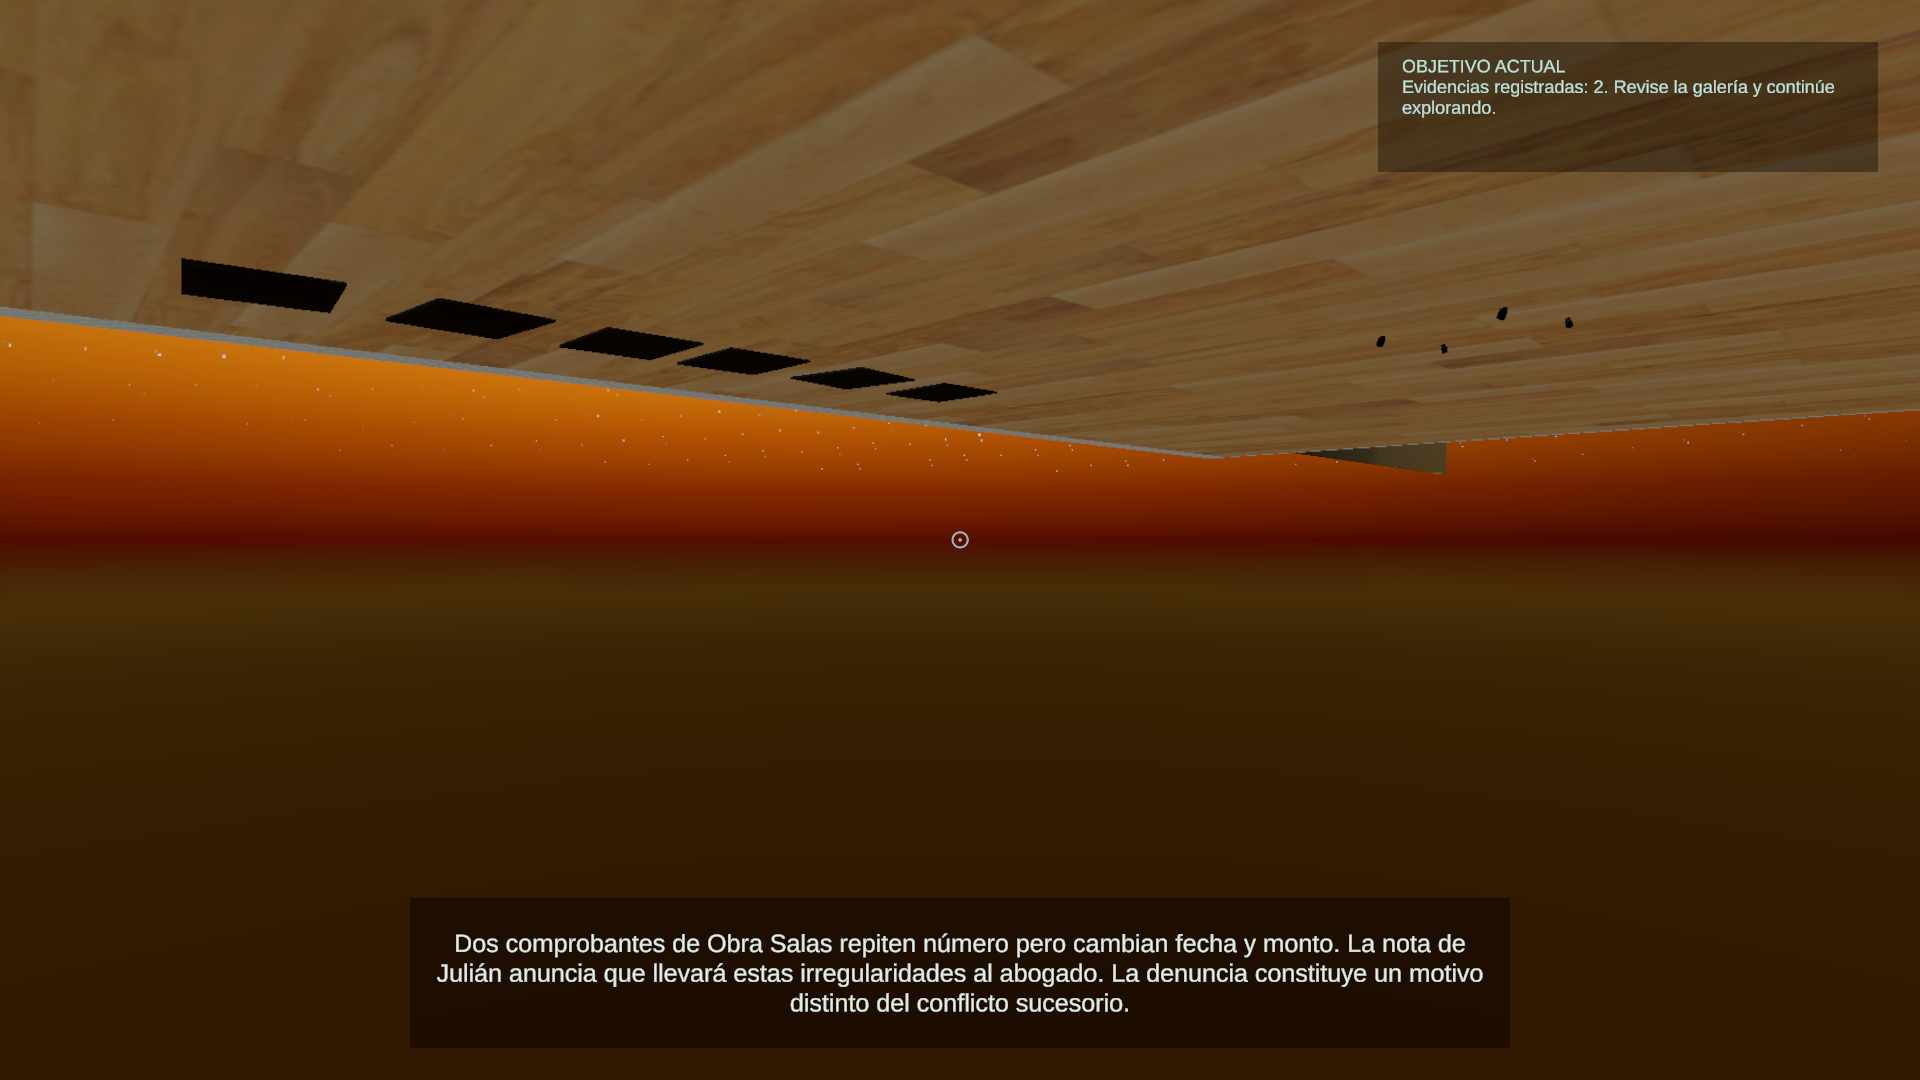 OBJETIVO ACTUAL
Evidencias registradas: 2. Revise la galería y continúe
explorando.
Dos comprobantes de Obra Salas repiten número pero cambian fecha y monto. La nota de
Julián anuncia que llevará estas irregularidades al abogado. La denuncia constituye un motivo
distinto del conflicto sucesorio.